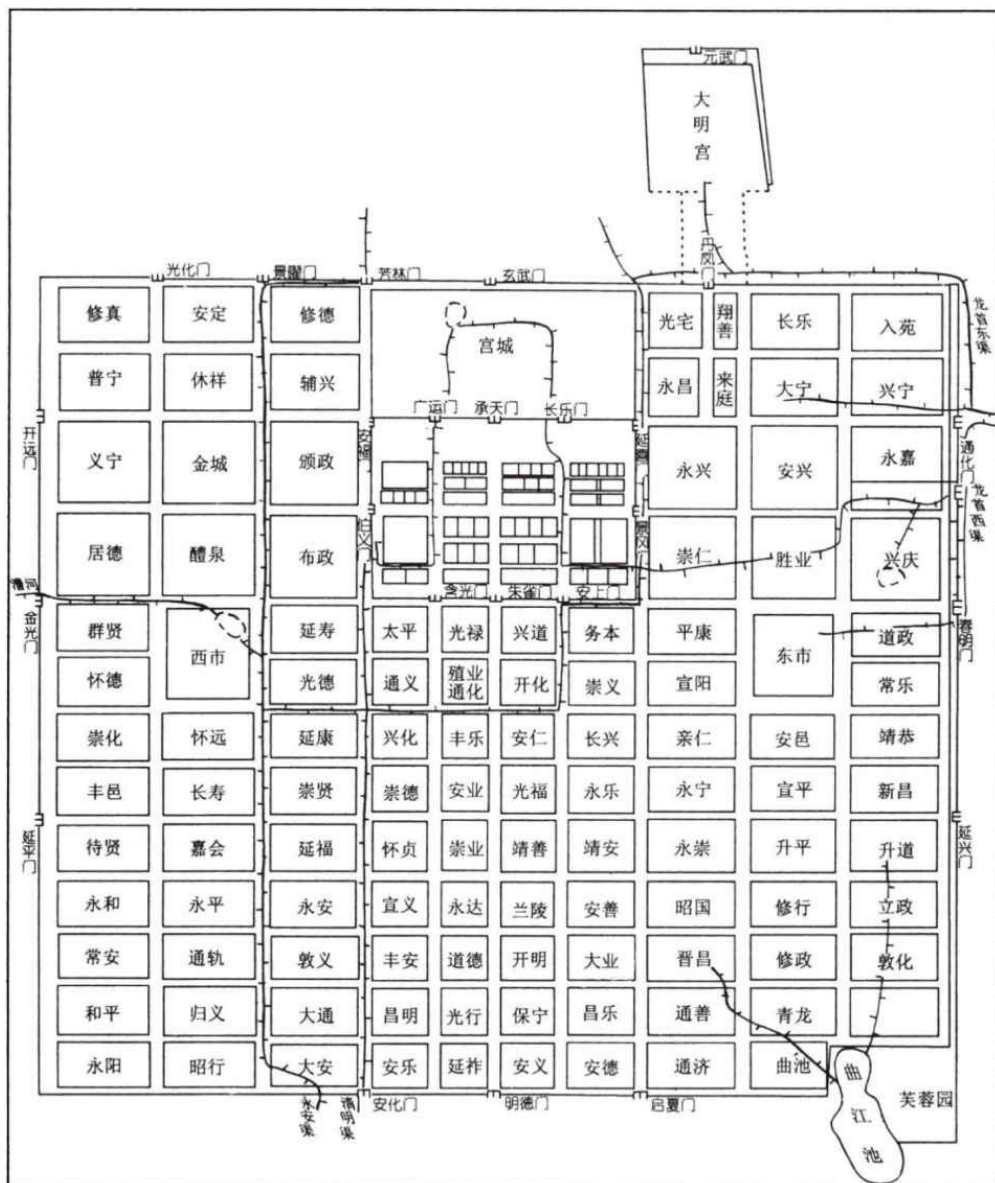 元武门
大明宫
丹凤门
光化门
景曜门
芳林门
玄武门
修真
安定
修德
宫城
光宅
翔善
长乐
入苑
龙首东渠
普宁
休祥
辅兴
永昌
来庭
大宁
兴宁
广运门
承天门
长乐门
开远门
安福
延喜
通化门
义宁
金城
颁政
永兴
安兴
永嘉
龙首西渠
景风
居德
醴泉
布政
崇仁
胜业
兴庆
漕河
金光门
含光门
朱雀门
安上门
春明门
群贤
西市
延寿
太平
光禄
兴道
务本
平康
东市
道政
怀德
光德
通义
殖业
通化
开化
崇义
宣阳
常乐
崇化
怀远
延康
兴化
丰乐
安仁
长兴
亲仁
安邑
靖恭
丰邑
长寿
崇贤
崇德
安业
光福
永乐
永宁
宣平
新昌
延平门
延兴门
待贤
嘉会
延福
怀贞
崇业
靖善
靖安
永崇
升平
升道
永和
永平
永安
宣义
永达
兰陵
安善
昭国
修行
立政
常安
通轨
敦义
丰安
道德
开明
大业
晋昌
修政
敦化
和平
归义
大通
昌明
光行
保宁
昌乐
通善
青龙
永阳
昭行
大安
安乐
延祚
安义
安德
通济
曲池
曲江池
芙蓉园
永安渠
清明渠
安化门
明德门
启夏门